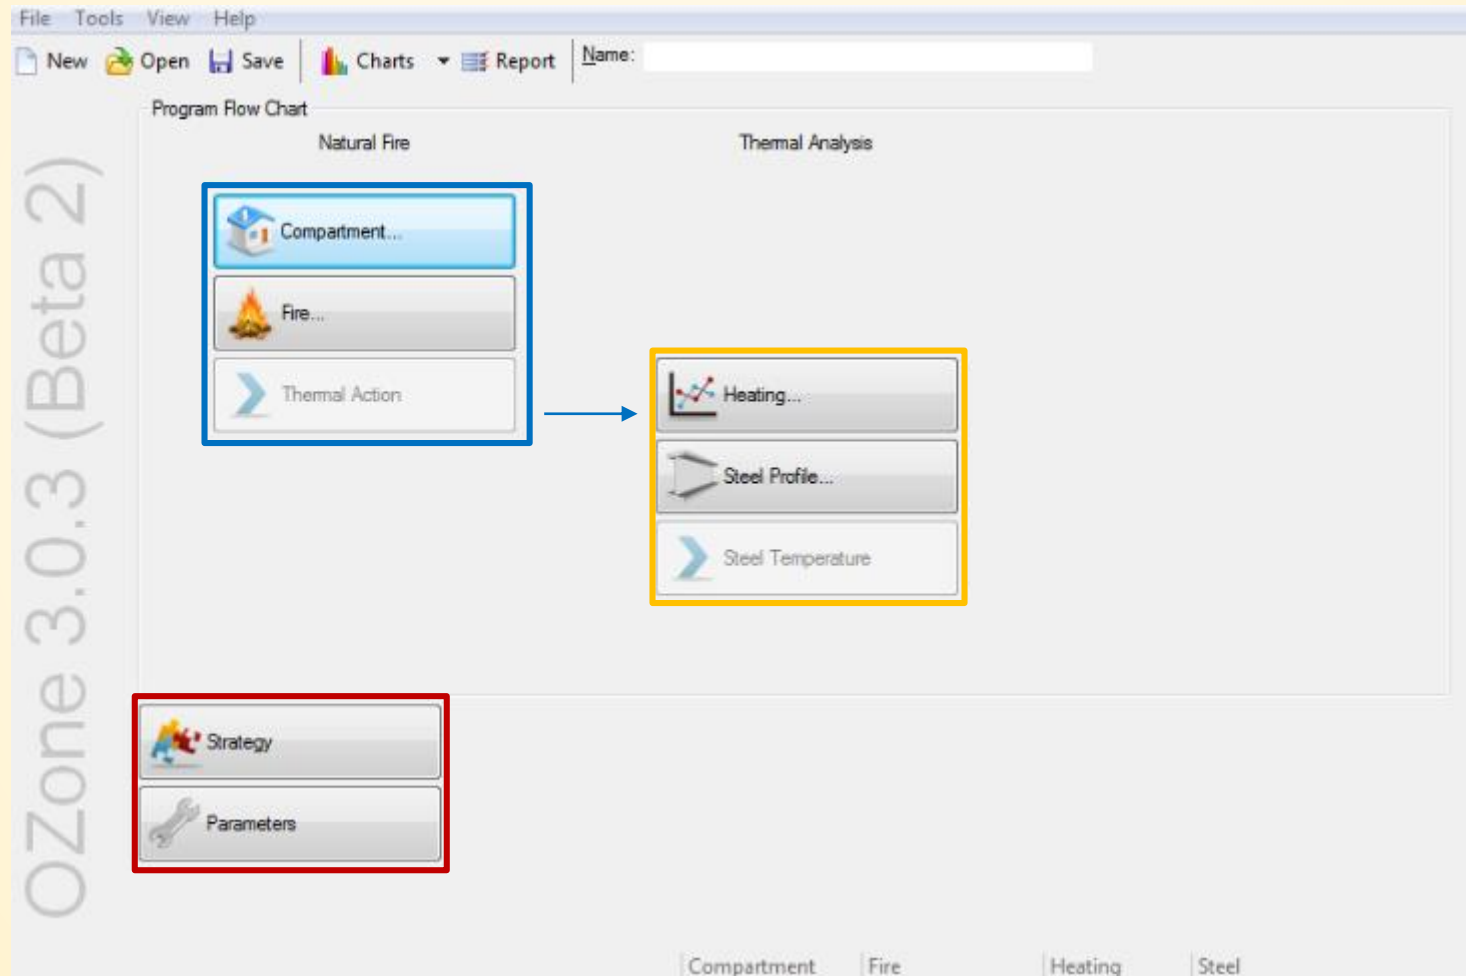 File Tools View Help
New Open Save Charts Report Name:
Program Flow Chart
Natural Fire Thermal Analysis
Compartment...
Fire...
Thermal Action
Heating...
Steel Profile...
Steel Temperature
Strategy
Parameters
OZone 3.0.3 (Beta 2)
Compartment Fire Heating Steel